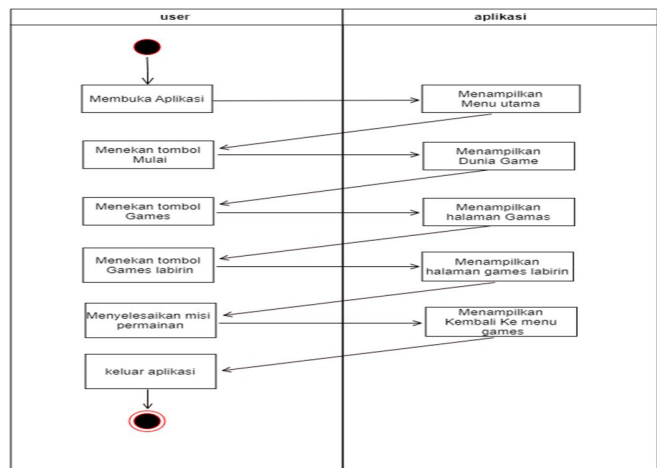 user
aplikasi
Membuka Aplikasi
Menampilkan
Menu utama
Menekan tombol
Mulai
Menampilkan
Dunia Game
Menekan tombol
Games
Menampilkan
halaman Gamas
Menekan tombol
Games labirin
Menampilkan
halaman games labirin
Menyelesaikan misi
permainan
Menampilkan
Kembali Ke menu
games
keluar aplikasi